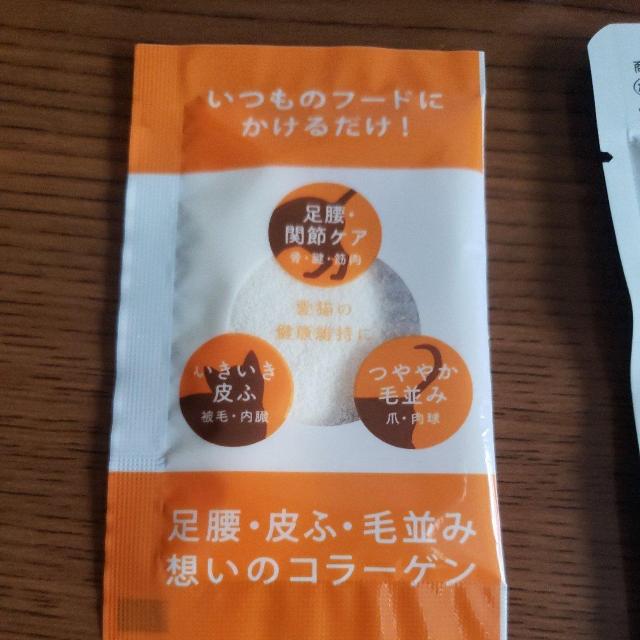 いつものフードに
かけるだけ!
足腰・
関節ケア
骨・腱・筋肉
愛猫の
健康維持に
いきいき
皮ふ
被毛・内臓
つややか
毛並み
爪・肉球
足腰・皮ふ・毛並み
想いのコラーゲン